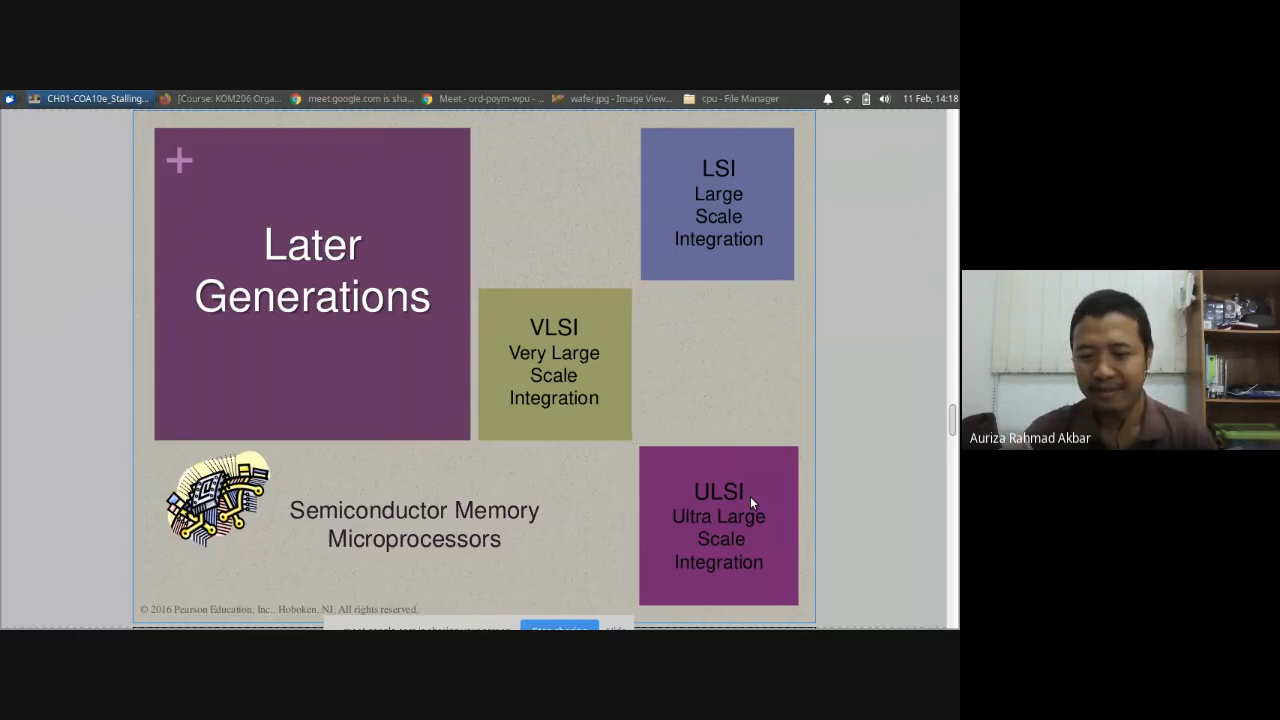 CH01-COA10e_Stalling...
[Course: KOM206 Orga...
meet.google.com is sha...
Meet - ord-poym-wpu - ...
wafer.jpg - Image View...
cpu - File Manager
11 Feb, 14:18
+
Later
Generations
LSI
Large
Scale
Integration
VLSI
Very Large
Scale
Integration
ULSI
Ultra Large
Scale
Integration
Semiconductor Memory
Microprocessors
© 2016 Pearson Education, Inc., Hoboken, NJ. All rights reserved.
Auriza Rahmad Akbar